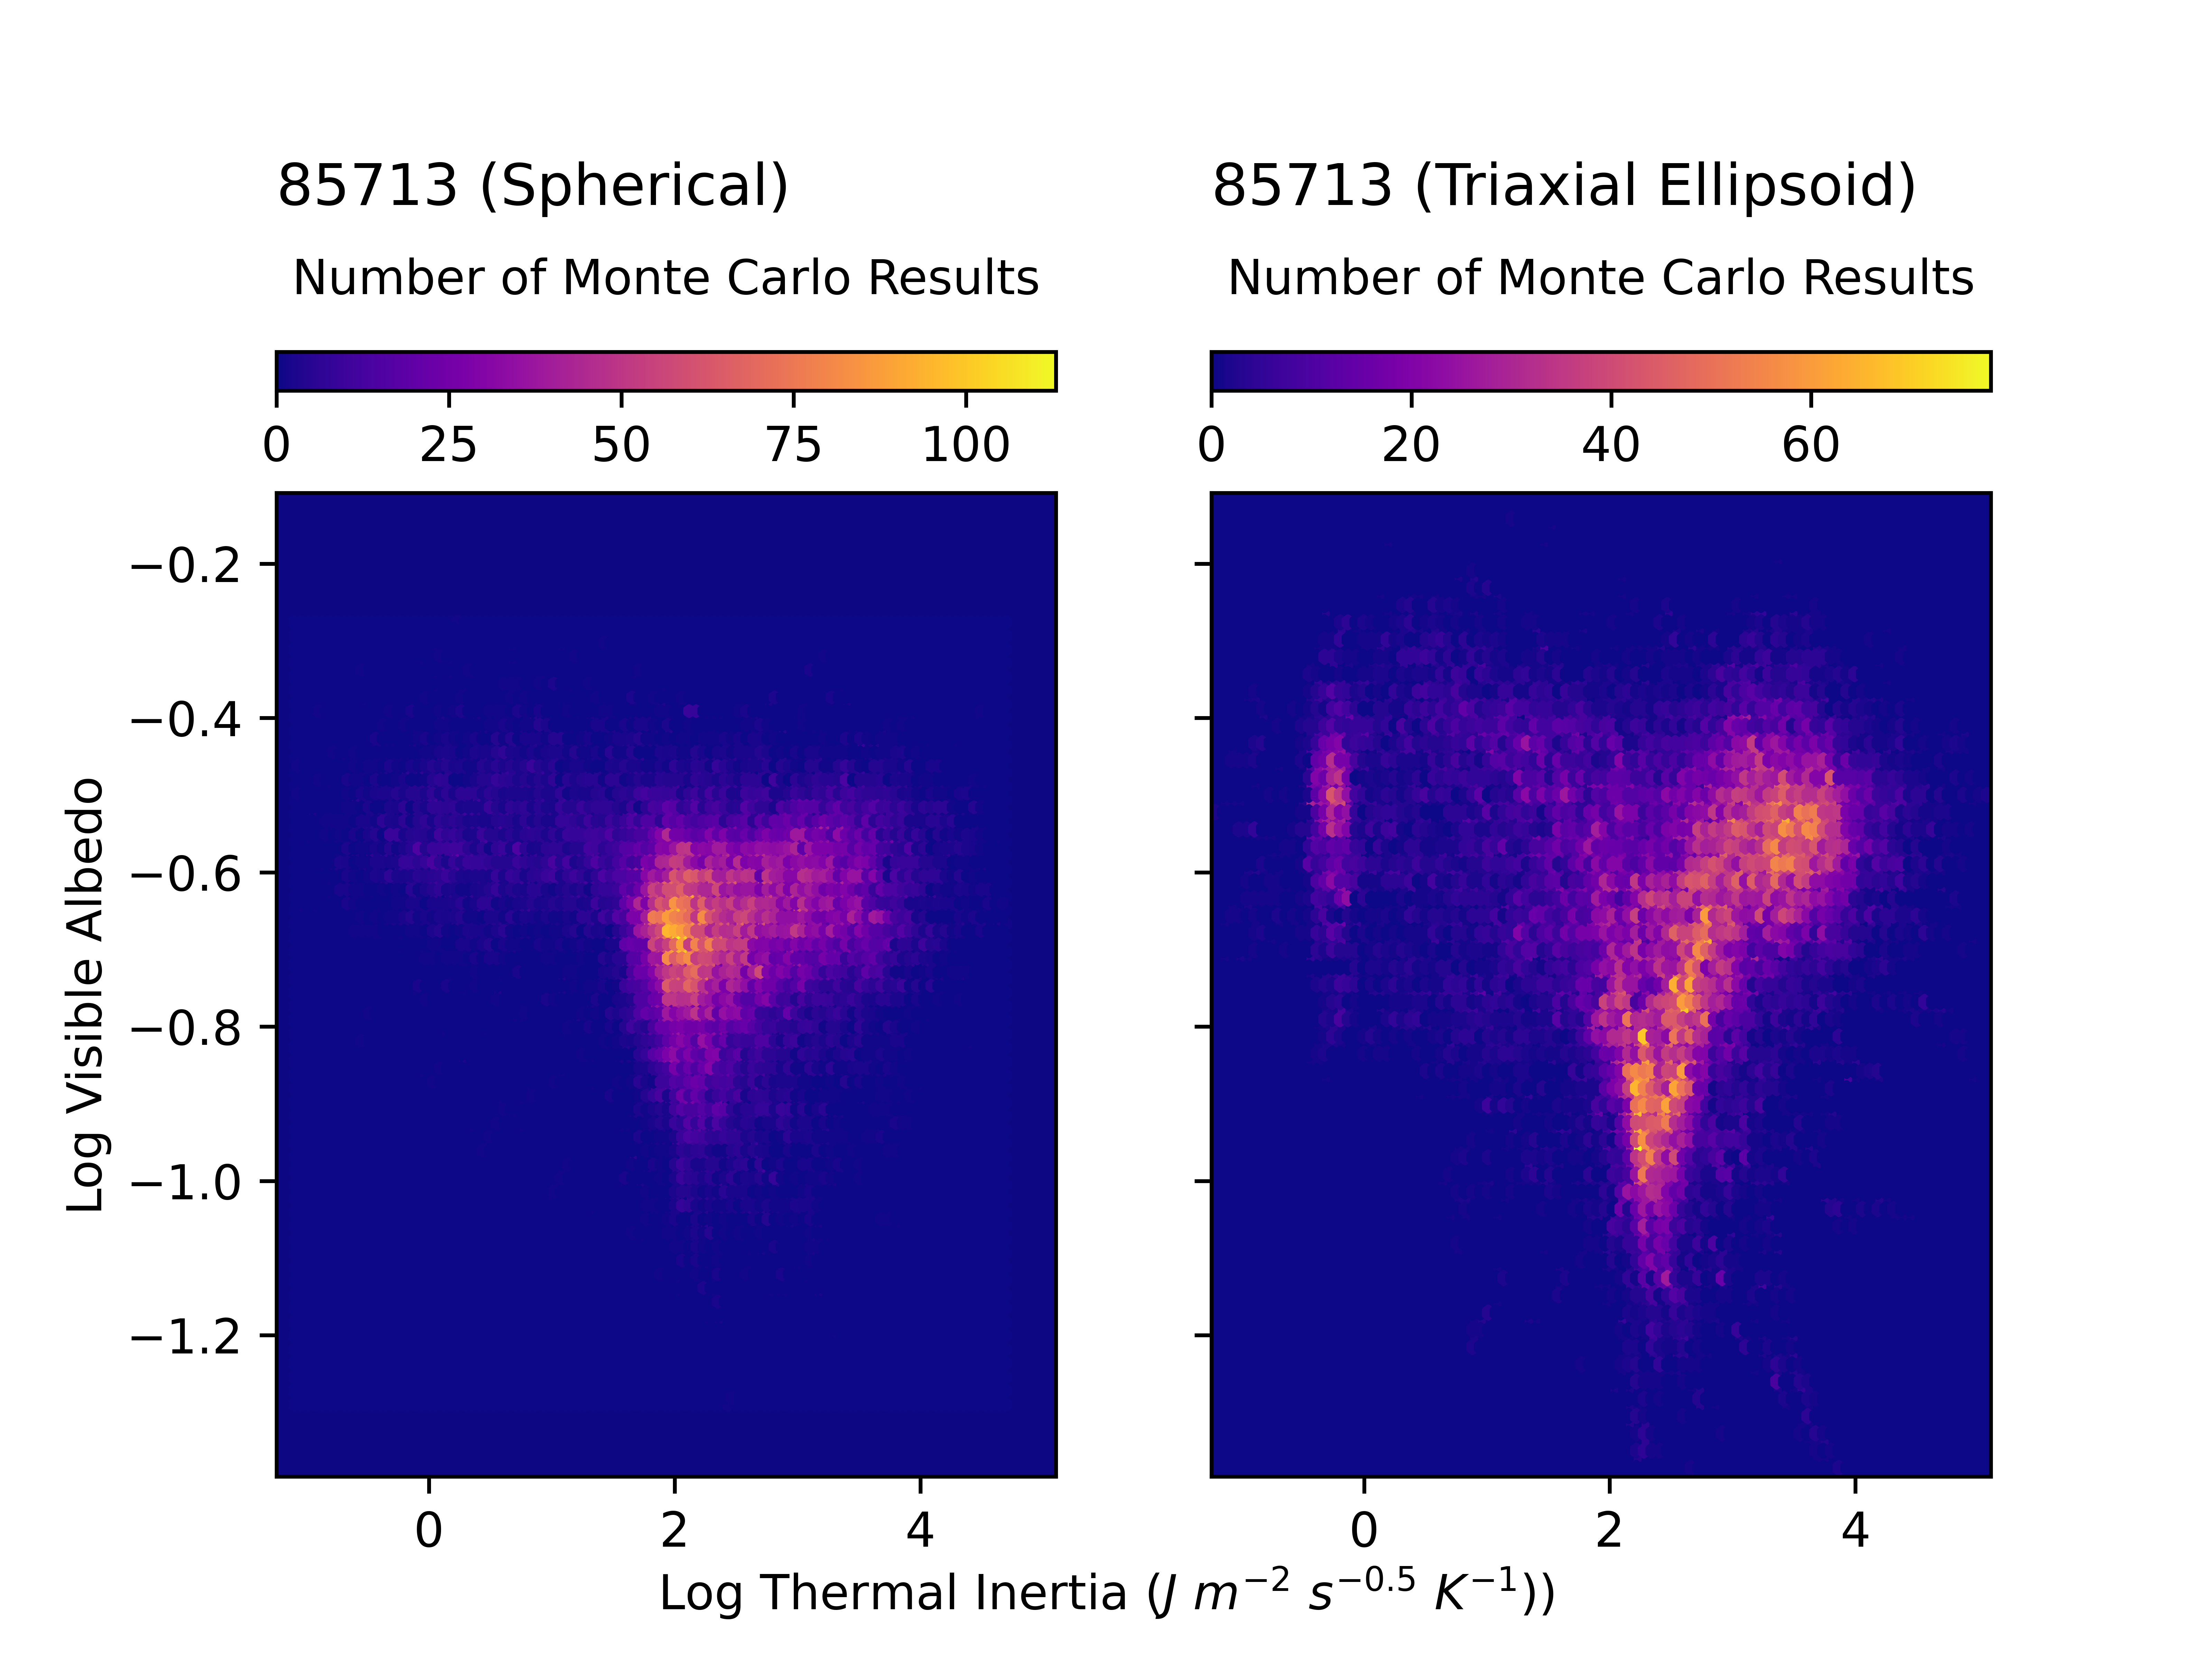 85713 (Spherical)
Number of Monte Carlo Results
0 25 50 75 100
85713 (Triaxial Ellipsoid)
Number of Monte Carlo Results
0 20 40 60
Log Visible Albedo
−0.2
−0.4
−0.6
−0.8
−1.0
−1.2
0 2 4
0 2 4
Log Thermal Inertia (J m⁻² s⁻⁰·⁵ K⁻¹))